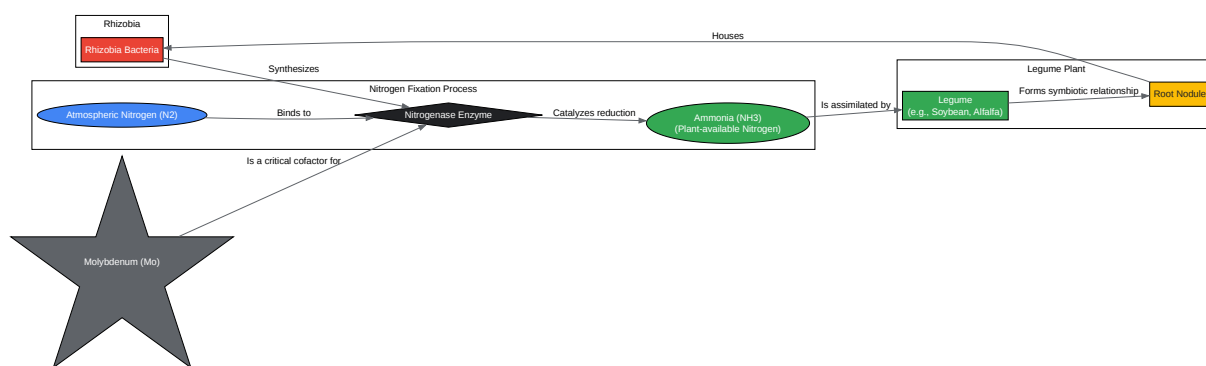 Rhizobia
Rhizobia Bacteria
Houses
Synthesizes
Legume Plant
Nitrogen Fixation Process
Forms symbiotic relationship
Root Nodule
Legume
(e.g., Soybean, Alfalfa)
Is assimilated by
Atmospheric Nitrogen (N2)
Binds to
Nitrogenase Enzyme
Catalyzes reduction
Ammonia (NH3)
(Plant-available Nitrogen)
Is a critical cofactor for
Molybdenum (Mo)